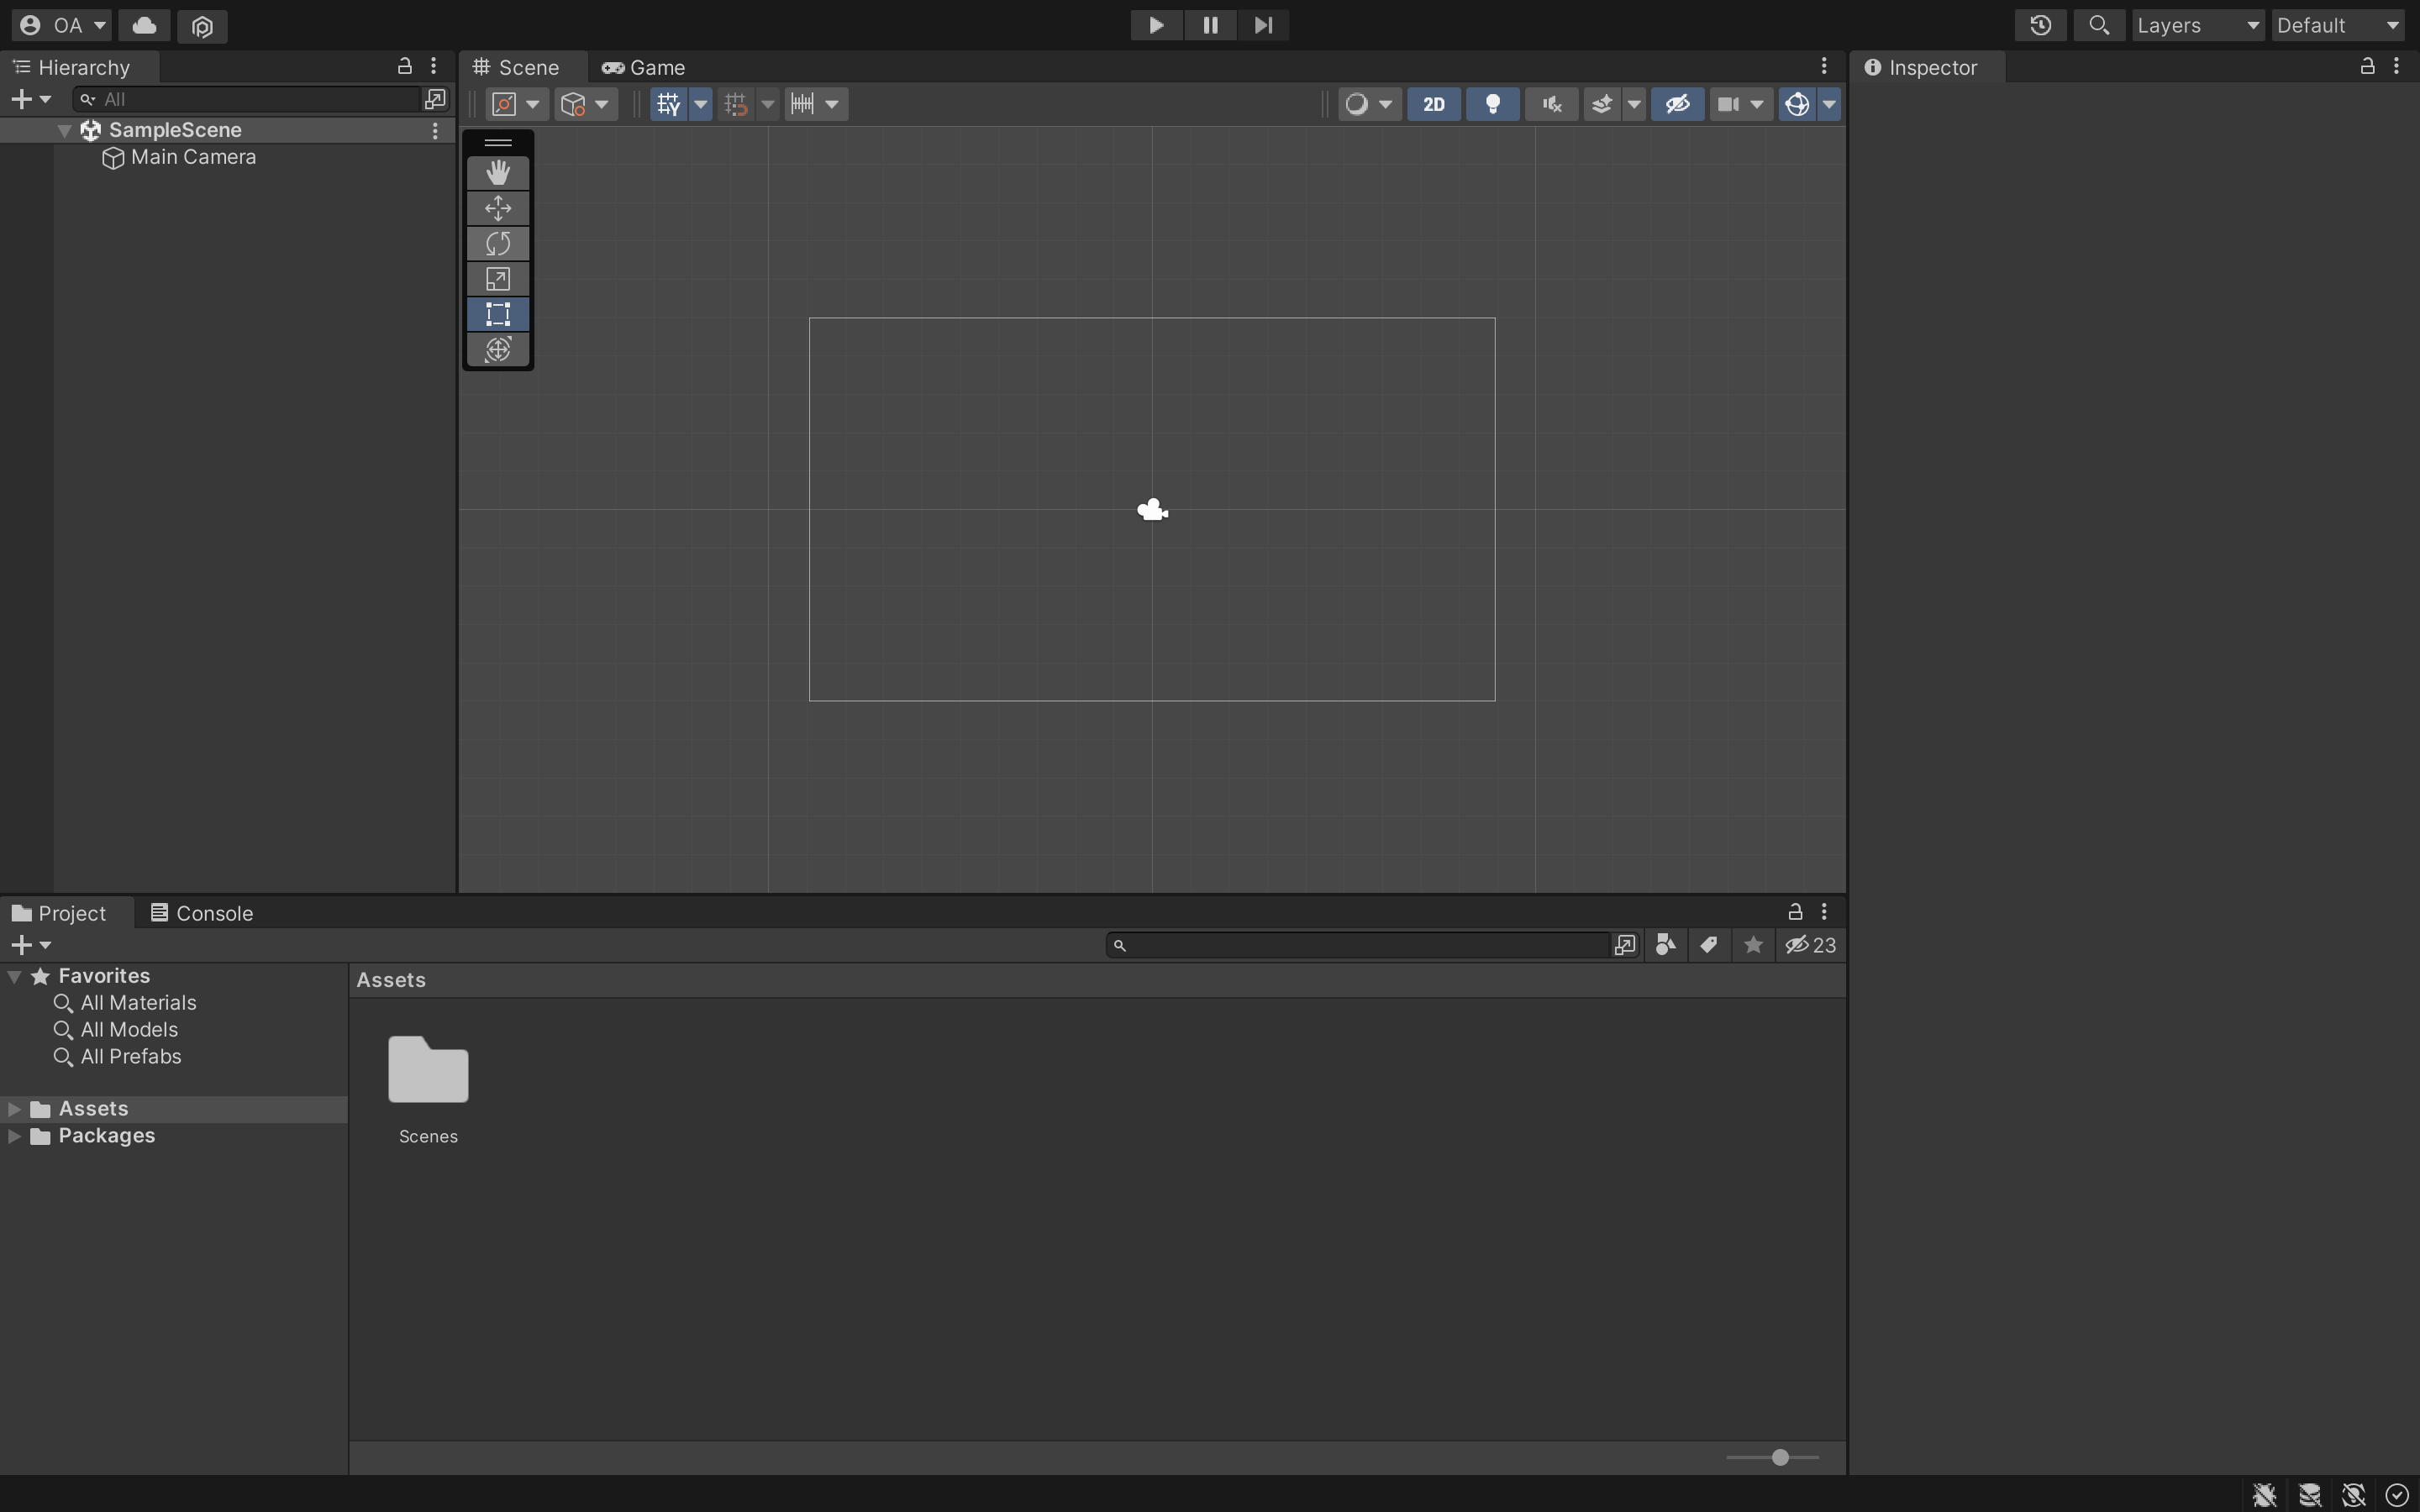 OA
Layers
Default
Hierarchy
Scene
Game
Inspector
All
2D
SampleScene
Main Camera
Project
Console
23
Favorites
Assets
All Materials
All Models
All Prefabs
Assets
Packages
Scenes